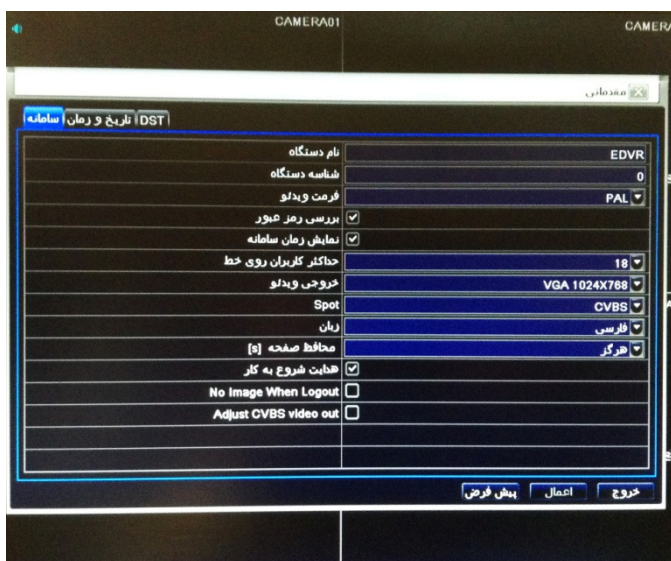 CAMERA01
مقدماتی
سامانه تاریخ و زمان DST
نام دستگاه EDVR
شناسه دستگاه 0
فرمت ویدئو PAL
بررسی رمز عبور
نمایش زمان سامانه
حداکثر کاربران روی خط 18
خروجی ویدئو VGA 1024X768
Spot CVBS
زبان فارسی
محافظ صفحه [s] هرگز
هدایت شروع به کار
No Image When Logout
Adjust CVBS video out
خروج اعمال پیش فرض